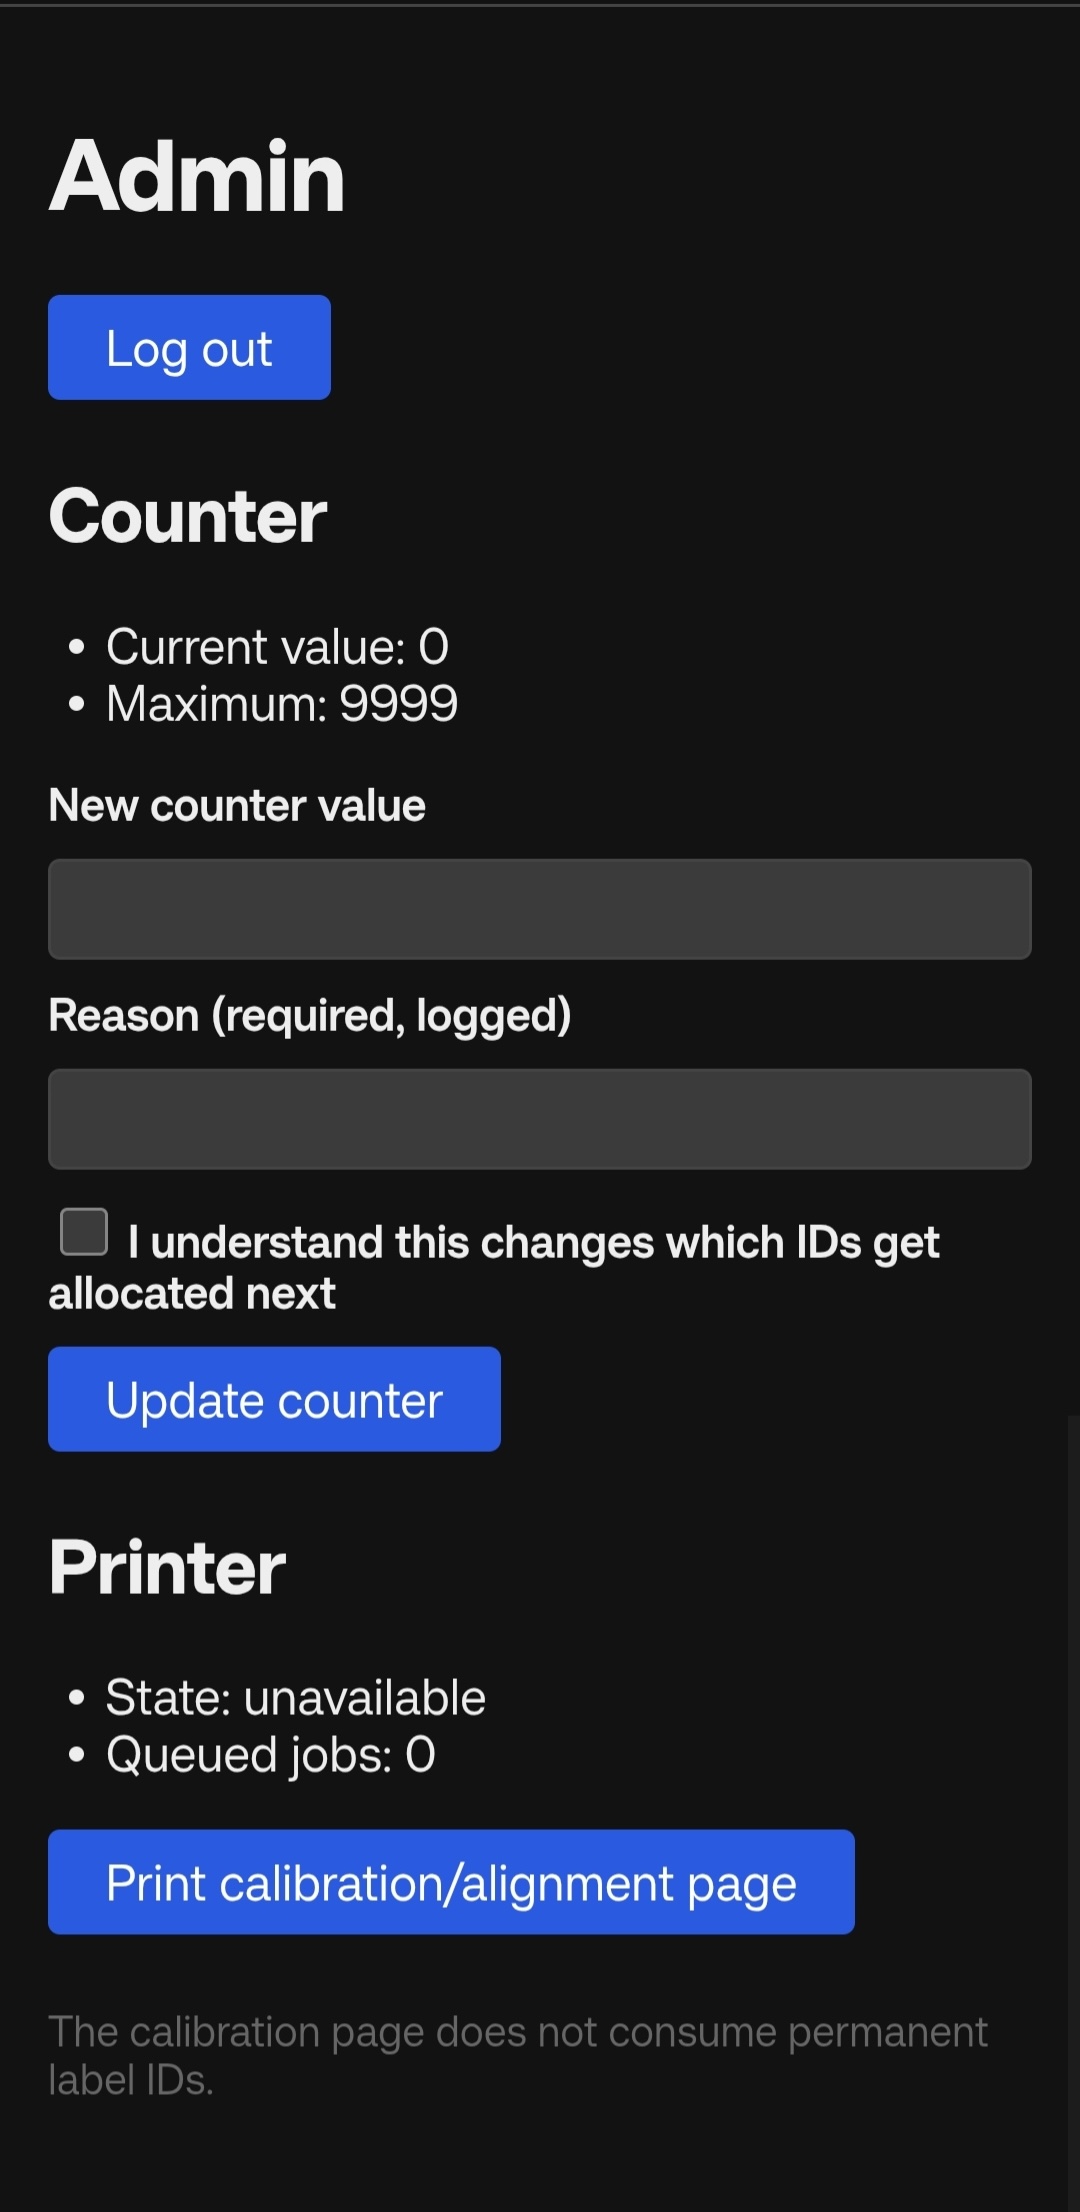 Admin
Log out
Counter
• Current value: 0
• Maximum: 9999
New counter value
Reason (required, logged)
I understand this changes which IDs get
allocated next
Update counter
Printer
• State: unavailable
• Queued jobs: 0
Print calibration/alignment page
The calibration page does not consume permanent
label IDs.